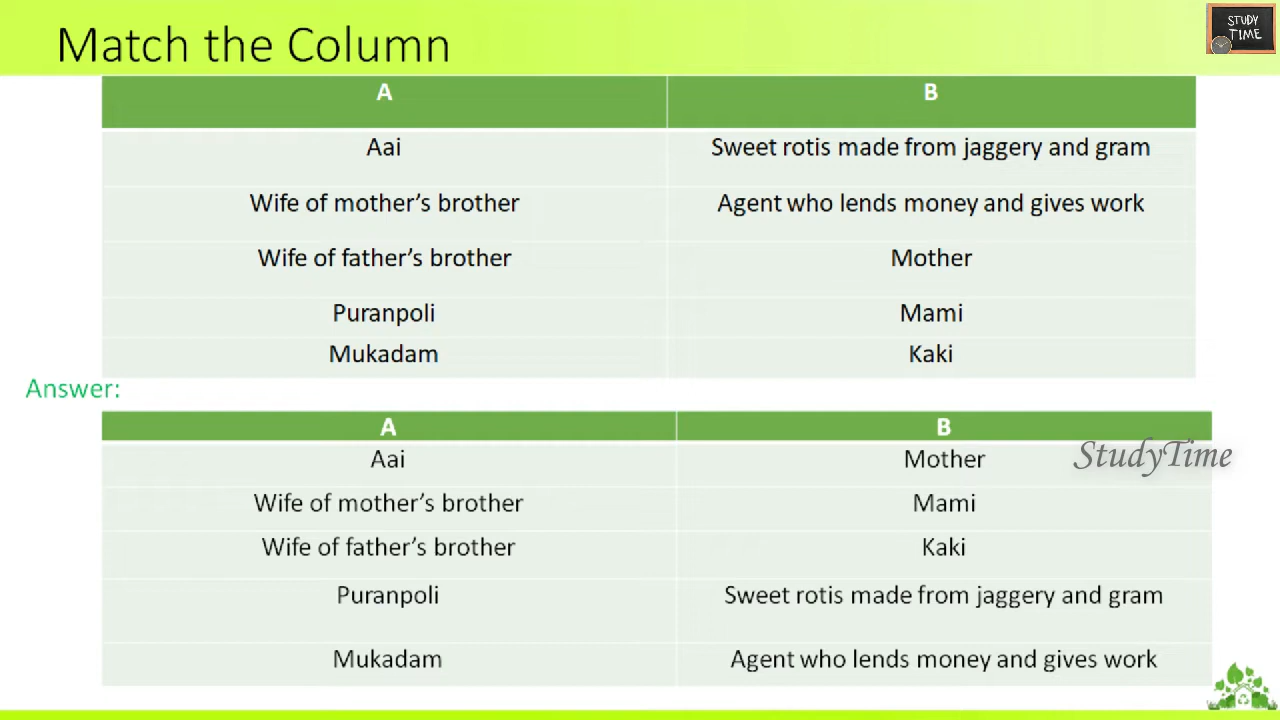 Match the Column
STUDY
TIME
A B
Aai Sweet rotis made from jaggery and gram
Wife of mother’s brother Agent who lends money and gives work
Wife of father’s brother Mother
Puranpoli Mami
Mukadam Kaki
Answer:
A B
Aai Mother
StudyTime
Wife of mother’s brother Mami
Wife of father’s brother Kaki
Puranpoli Sweet rotis made from jaggery and gram
Mukadam Agent who lends money and gives work